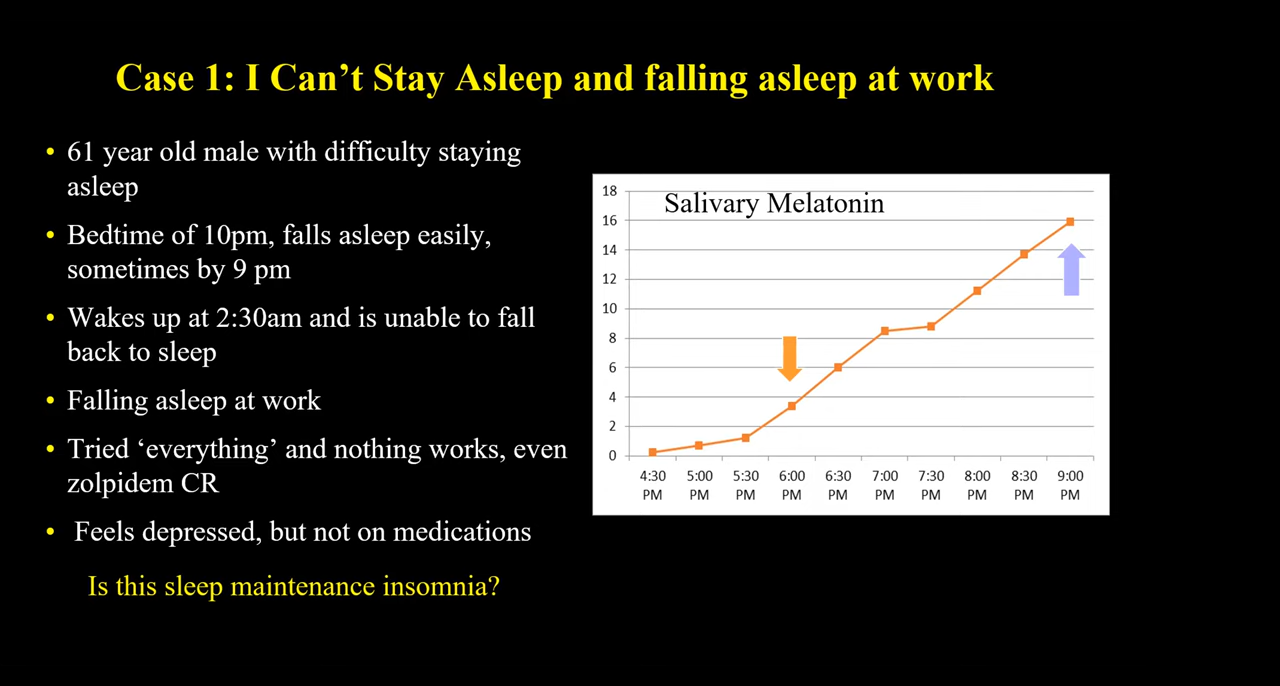 Case 1: I Can’t Stay Asleep and falling asleep at work
• 61 year old male with difficulty staying
asleep
• Bedtime of 10pm, falls asleep easily,
sometimes by 9 pm
• Wakes up at 2:30am and is unable to fall
back to sleep
• Falling asleep at work
• Tried ‘everything’ and nothing works, even
zolpidem CR
• Feels depressed, but not on medications
Is this sleep maintenance insomnia?
Salivary Melatonin
18
16
14
12
10
8
6
4
2
0
4:30 5:00 5:30 6:00 6:30 7:00 7:30 8:00 8:30 9:00
PM PM PM PM PM PM PM PM PM PM